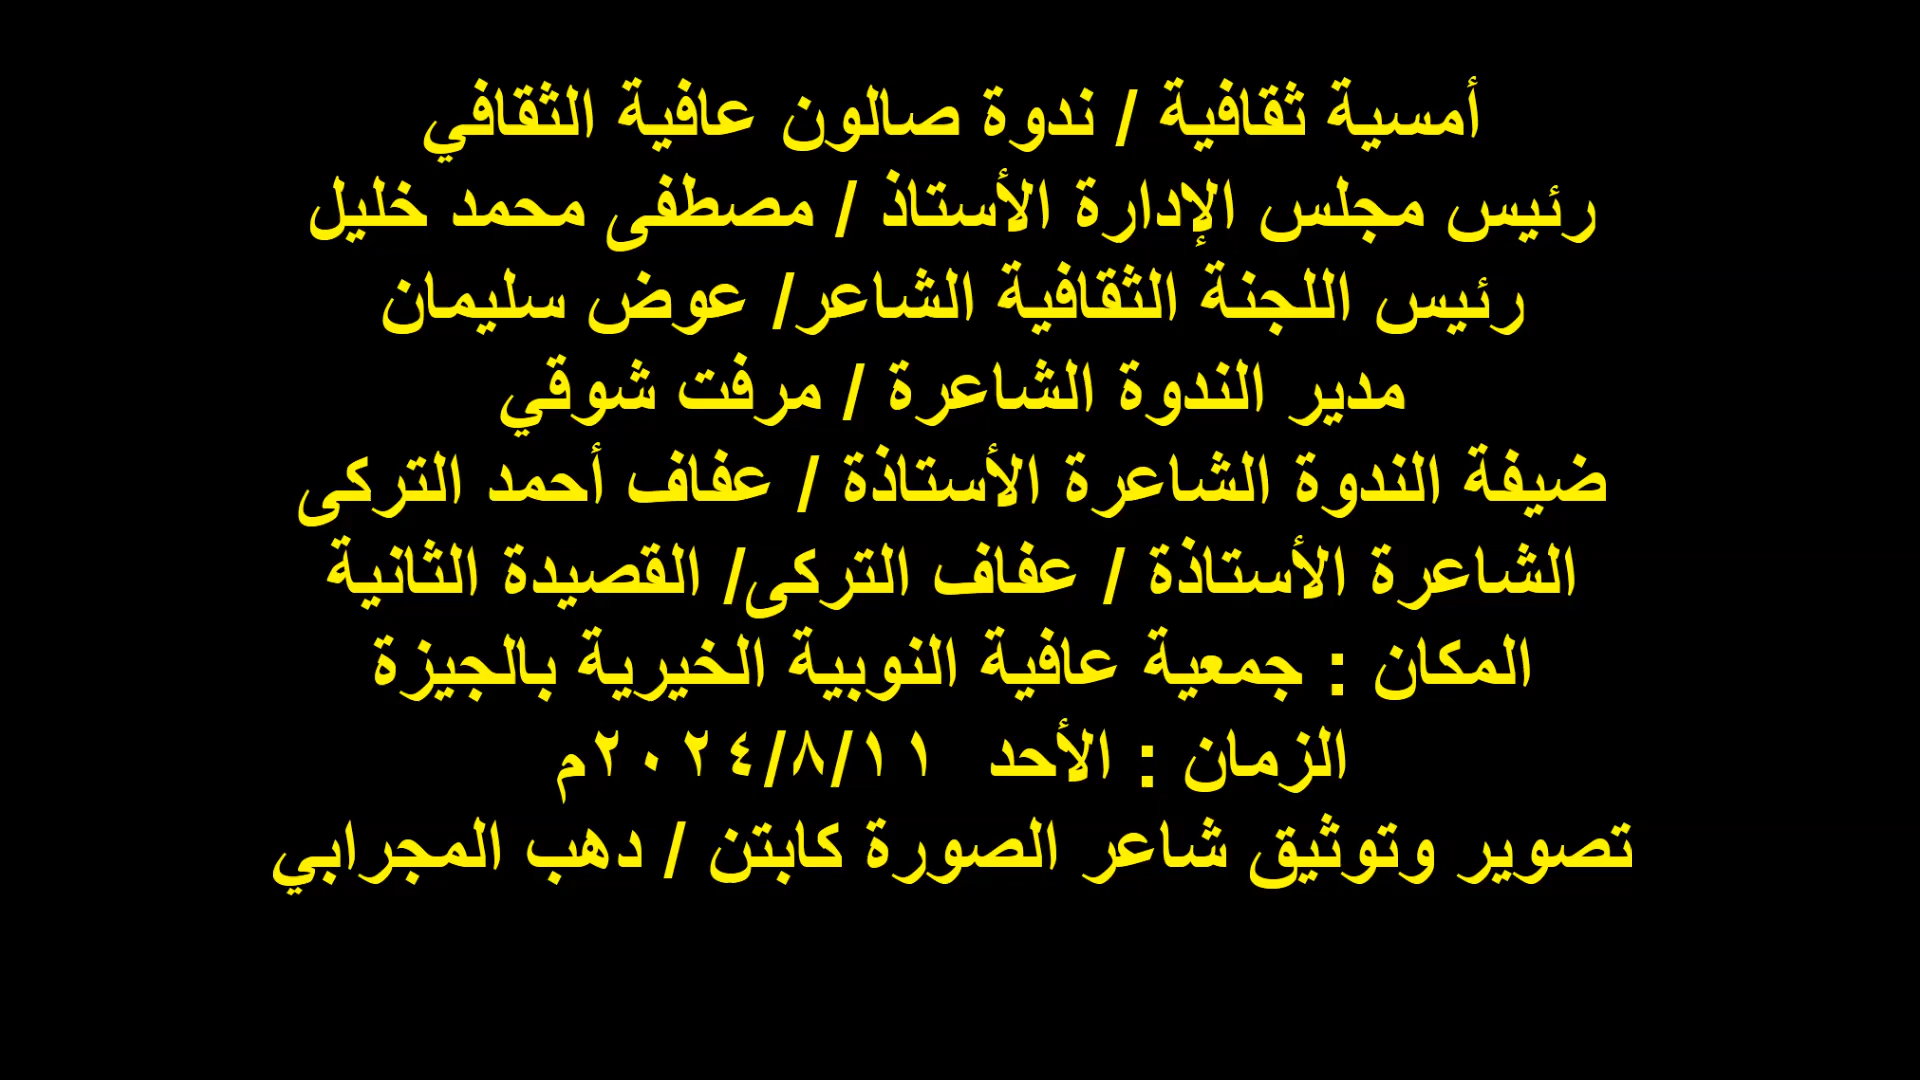 أمسية ثقافية / ندوة صالون عافية الثقافي
رئيس مجلس الإدارة الأستاذ / مصطفى محمد خليل
رئيس اللجنة الثقافية الشاعر/ عوض سليمان
مدير الندوة الشاعرة / مرفت شوقي
ضيفة الندوة الشاعرة الأستاذة / عفاف أحمد التركى
الشاعرة الأستاذة / عفاف التركى/ القصيدة الثانية
المكان : جمعية عافية النوبية الخيرية بالجيزة
الزمان : الأحد ٢٠٢٤/٨/١١م
تصوير وتوثيق شاعر الصورة كابتن / دهب المجرابي